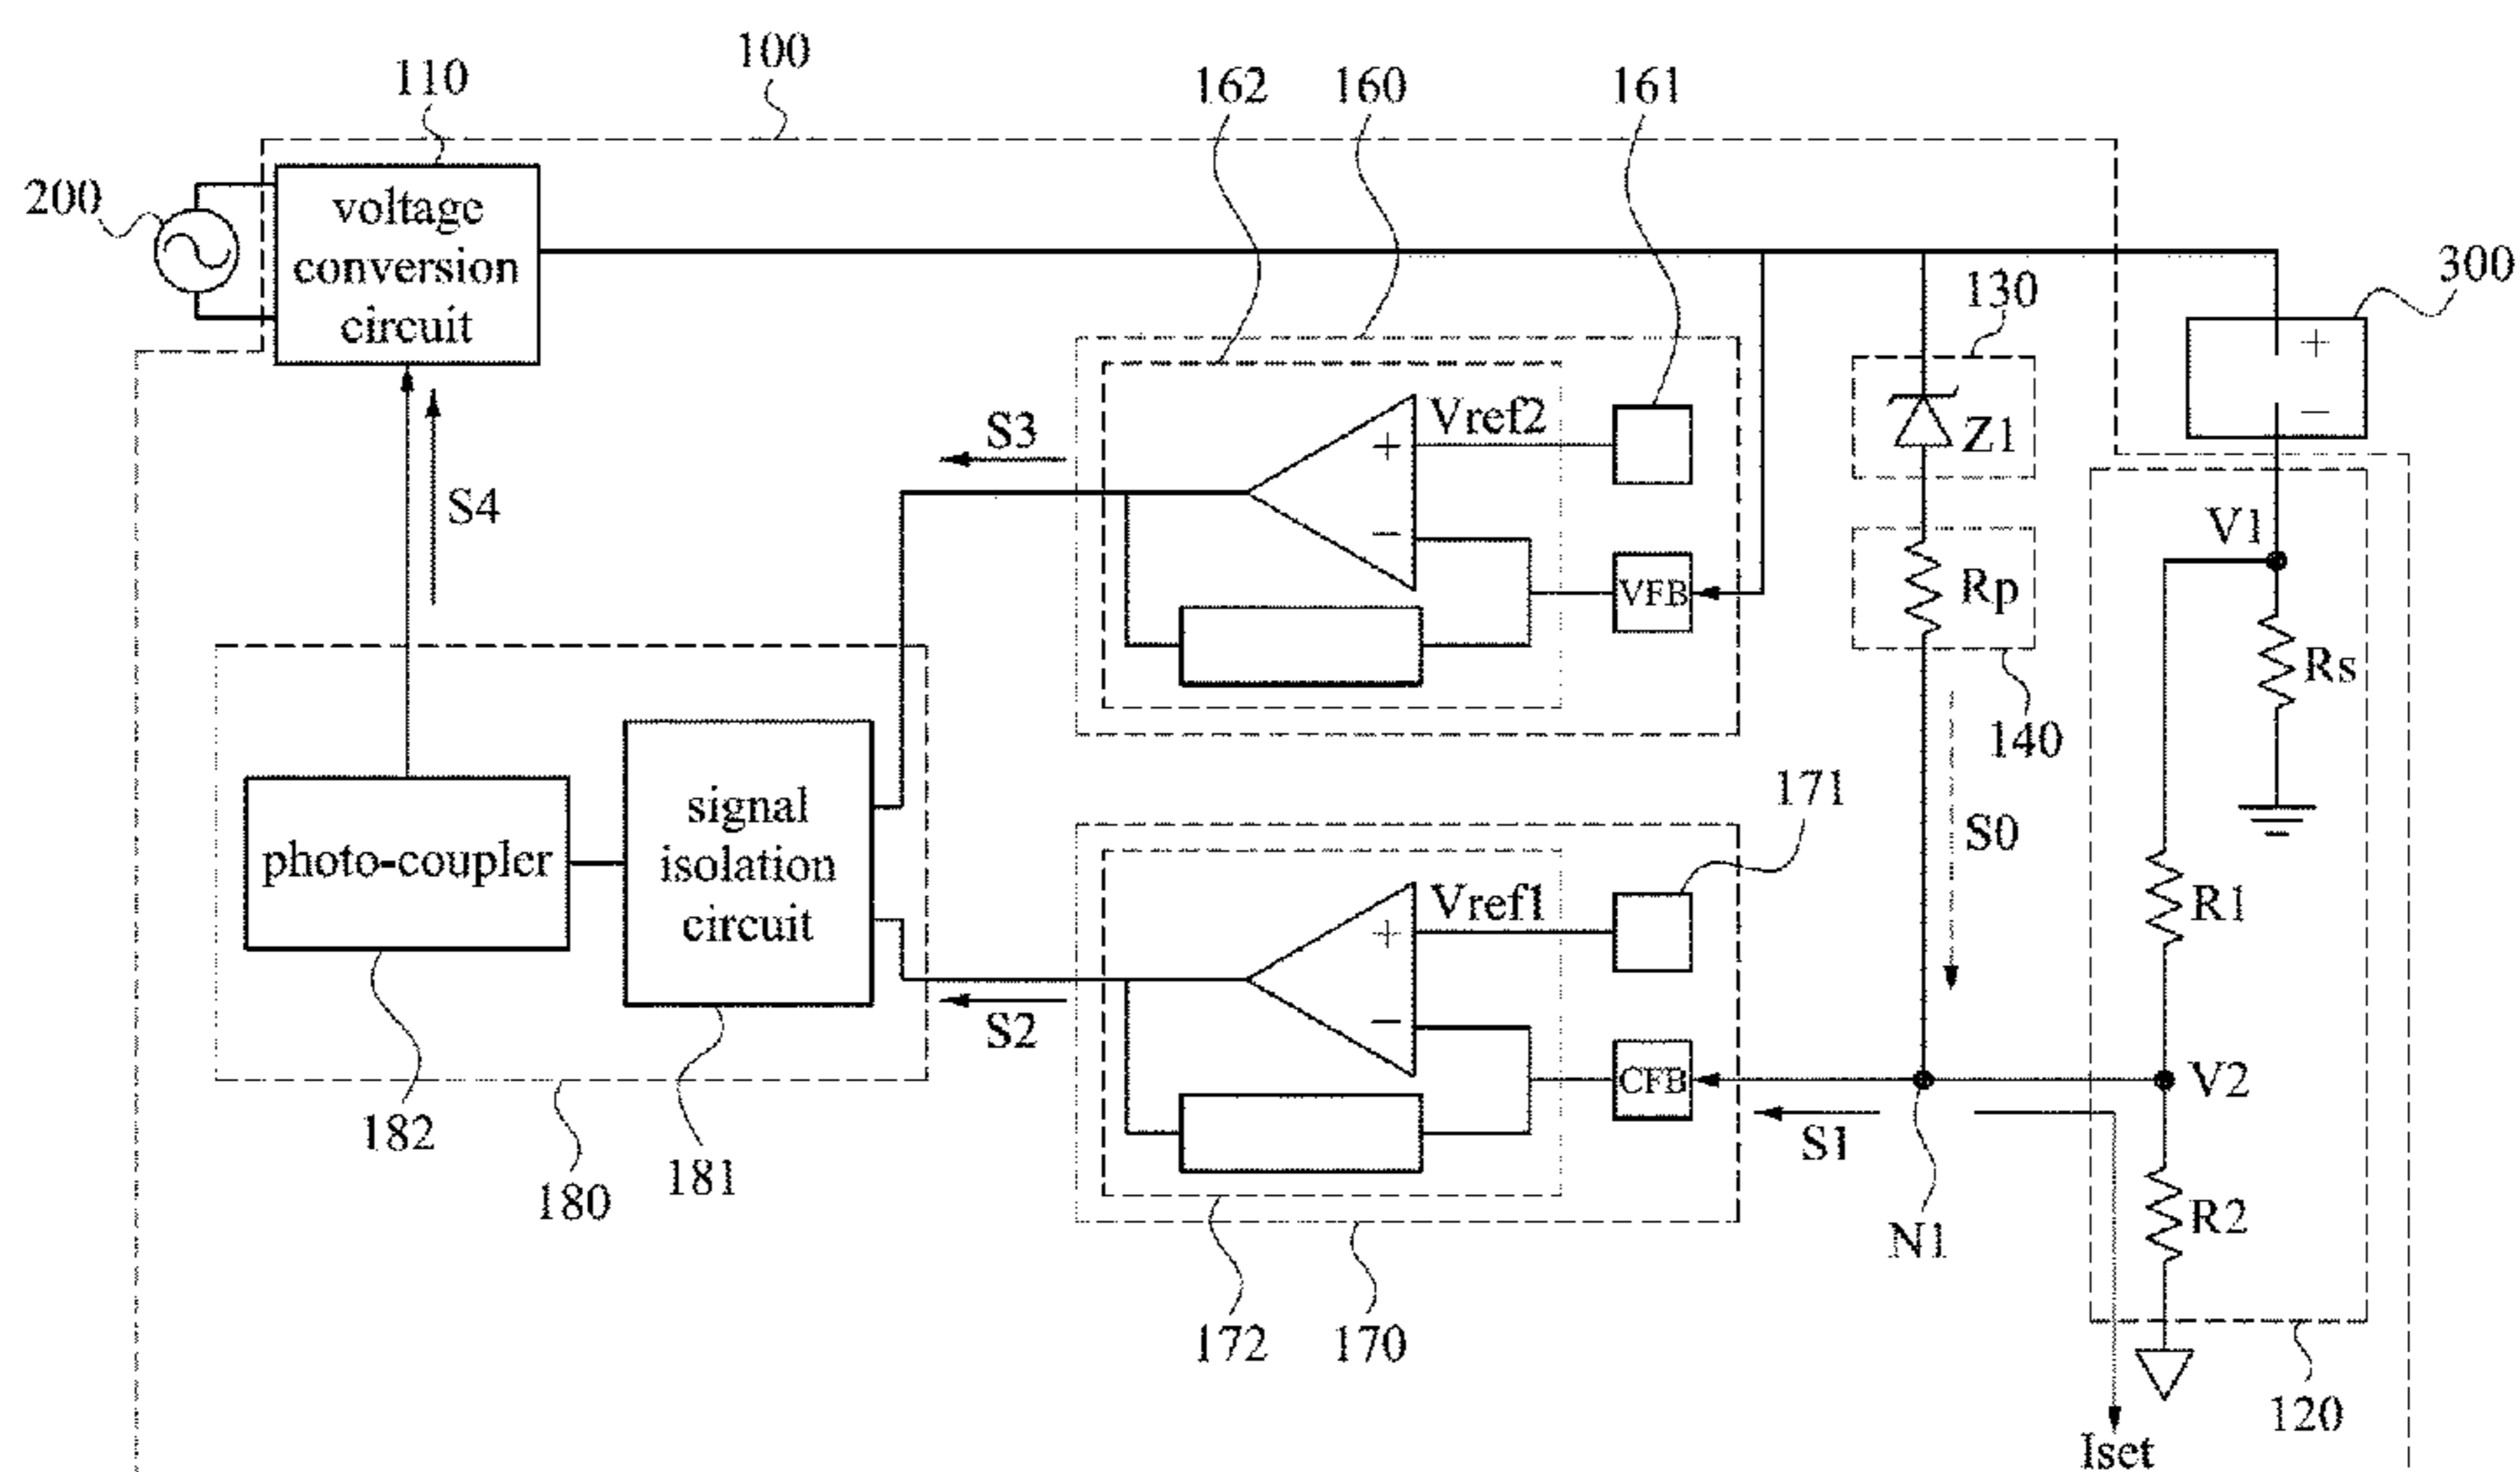 100
110
162
160
161
200
voltage
conversion
circuit
300
130
+
Vref2
S3
+
Z1
−
S4
V1
−
VFB
Rp
Rs
140
171
signal
isolation
circuit
photo-coupler
S0
Vref1
+
R1
−
S2
CFB
V2
182
181
180
S1
N1
R2
172
170
120
Iset